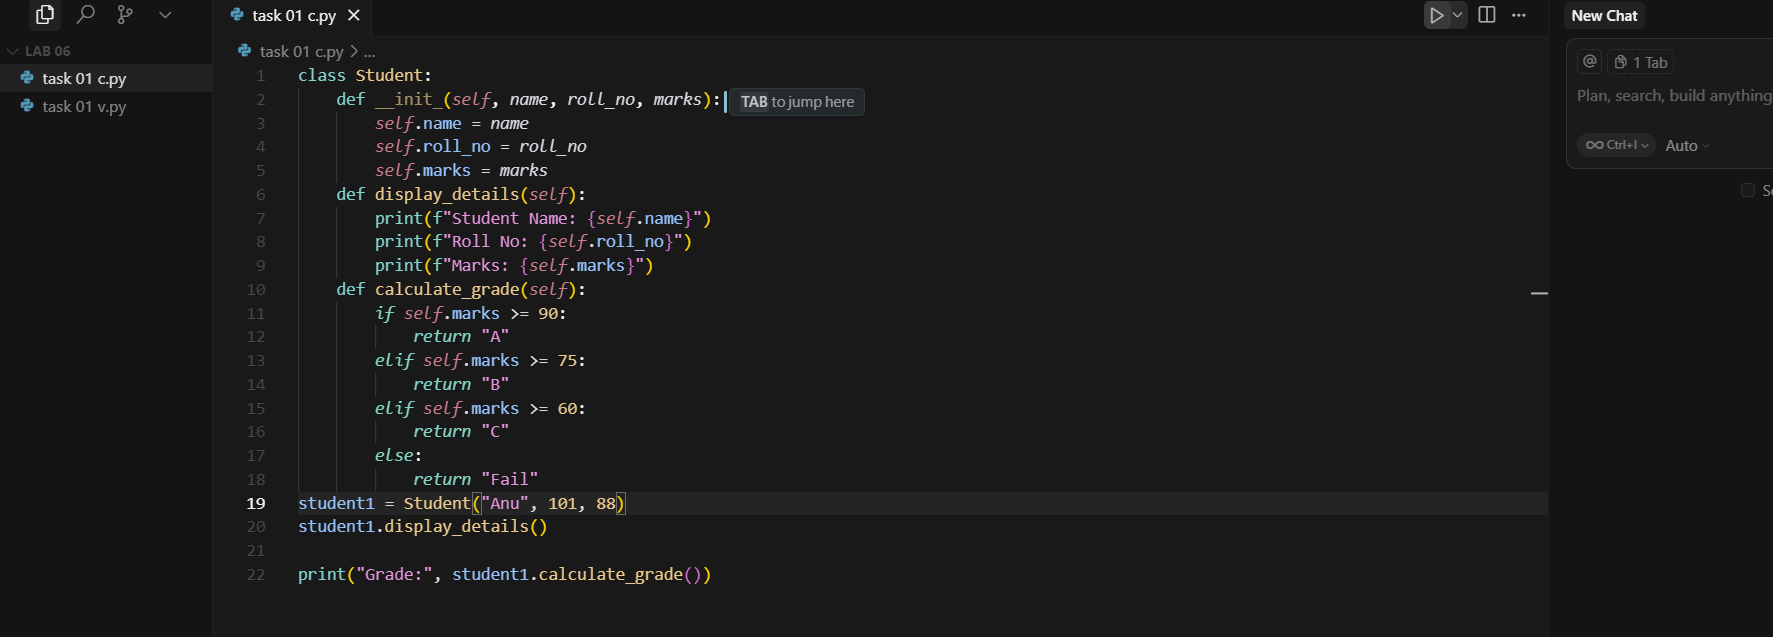 task 01 c.py
New Chat
LAB 06
task 01 c.py
task 01 v.py
task 01 c.py > ...
1 class Student:
2 def __init_(self, name, roll_no, marks):
TAB to jump here
3 self.name = name
4 self.roll_no = roll_no
5 self.marks = marks
6 def display_details(self):
7 print(f"Student Name: {self.name}")
8 print(f"Roll No: {self.roll_no}")
9 print(f"Marks: {self.marks}")
10 def calculate_grade(self):
11 if self.marks >= 90:
12 return "A"
13 elif self.marks >= 75:
14 return "B"
15 elif self.marks >= 60:
16 return "C"
17 else:
18 return "Fail"
19 student1 = Student("Anu", 101, 88)
20 student1.display_details()
21
22 print("Grade:", student1.calculate_grade())
@ 1 Tab
Plan, search, build anything
Ctrl+I Auto